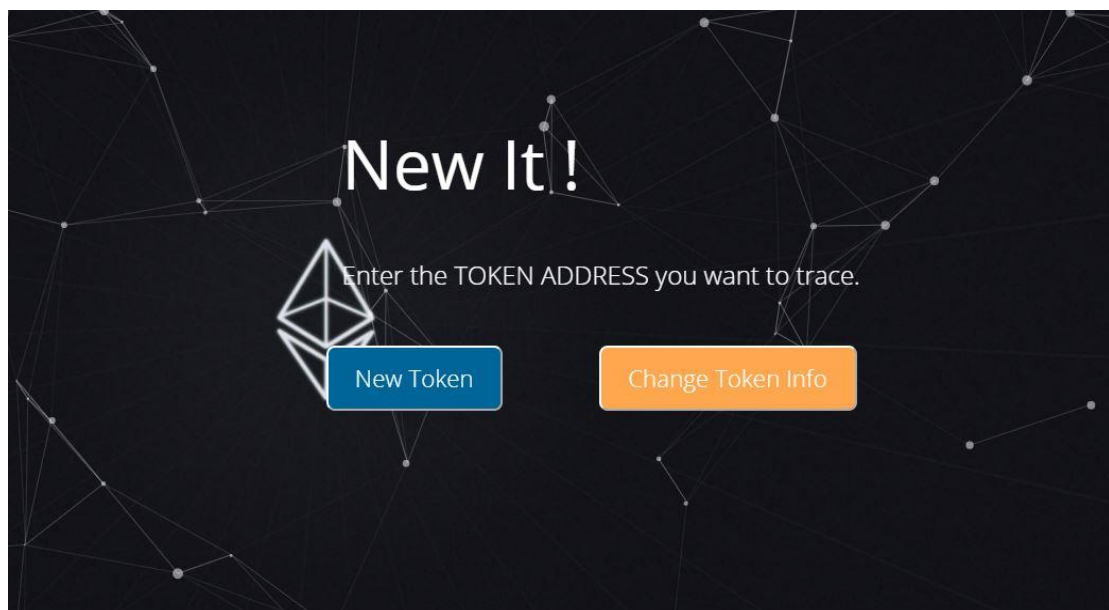 New It !
Enter the TOKEN ADDRESS you want to trace.
New Token
Change Token Info